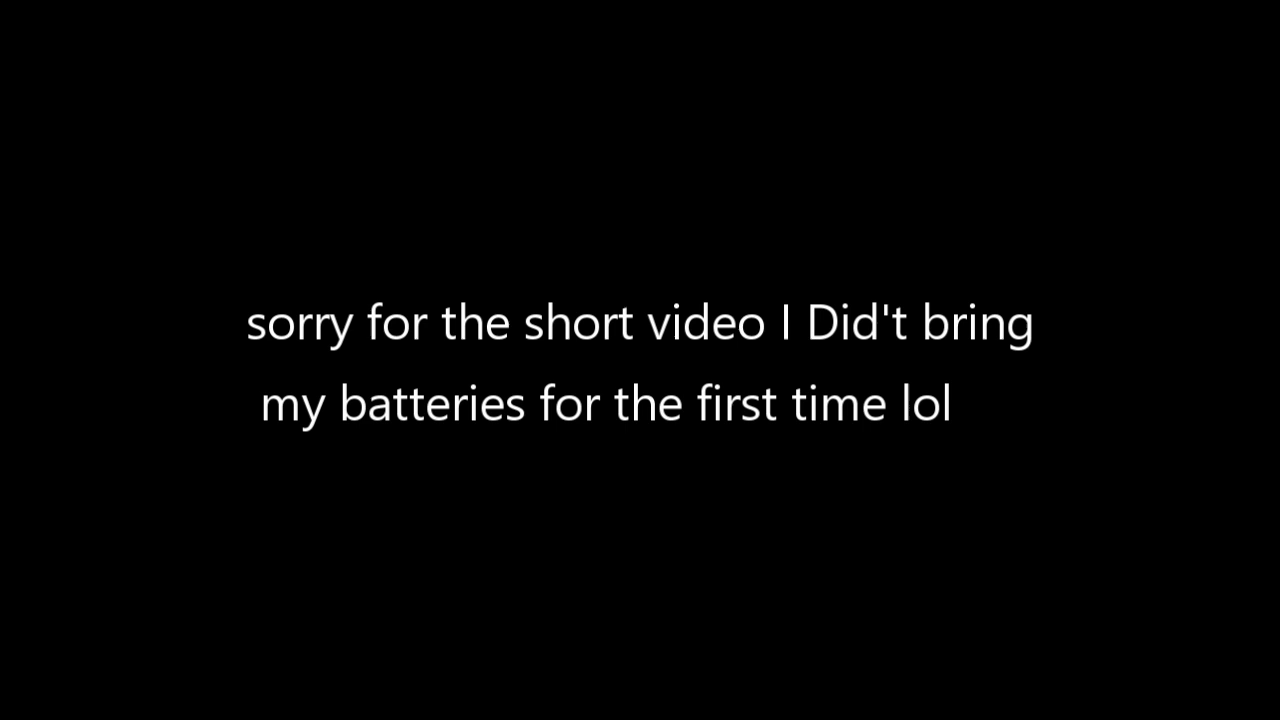 sorry for the short video I Did't bring
my batteries for the first time lol